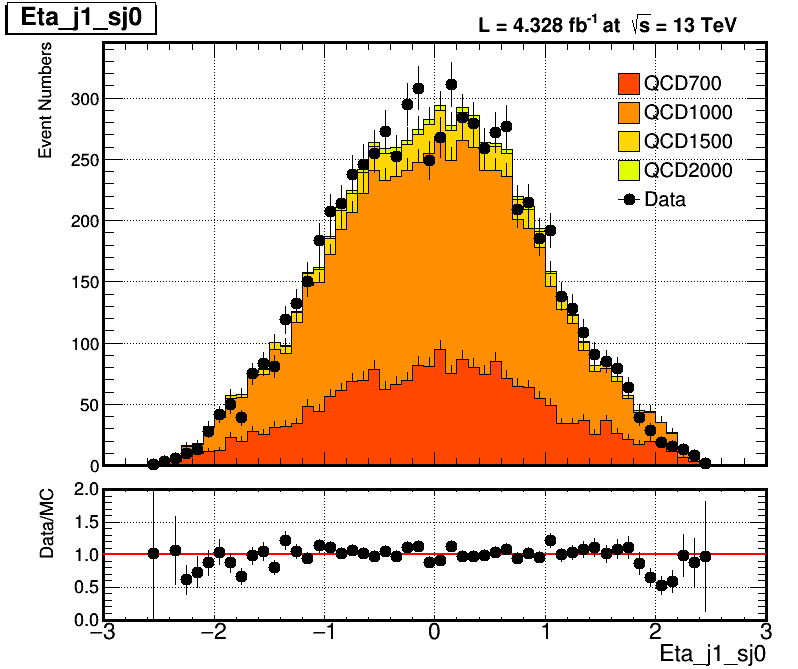 Eta_j1_sj0
L = 4.328 fb-1 at √s = 13 TeV
Event Numbers
300
250
200
150
100
50
0
QCD700
QCD1000
QCD1500
QCD2000
Data
Data/MC
2.0
1.5
1.0
0.5
0.0
−3 −2 −1 0 1 2 3
Eta_j1_sj0